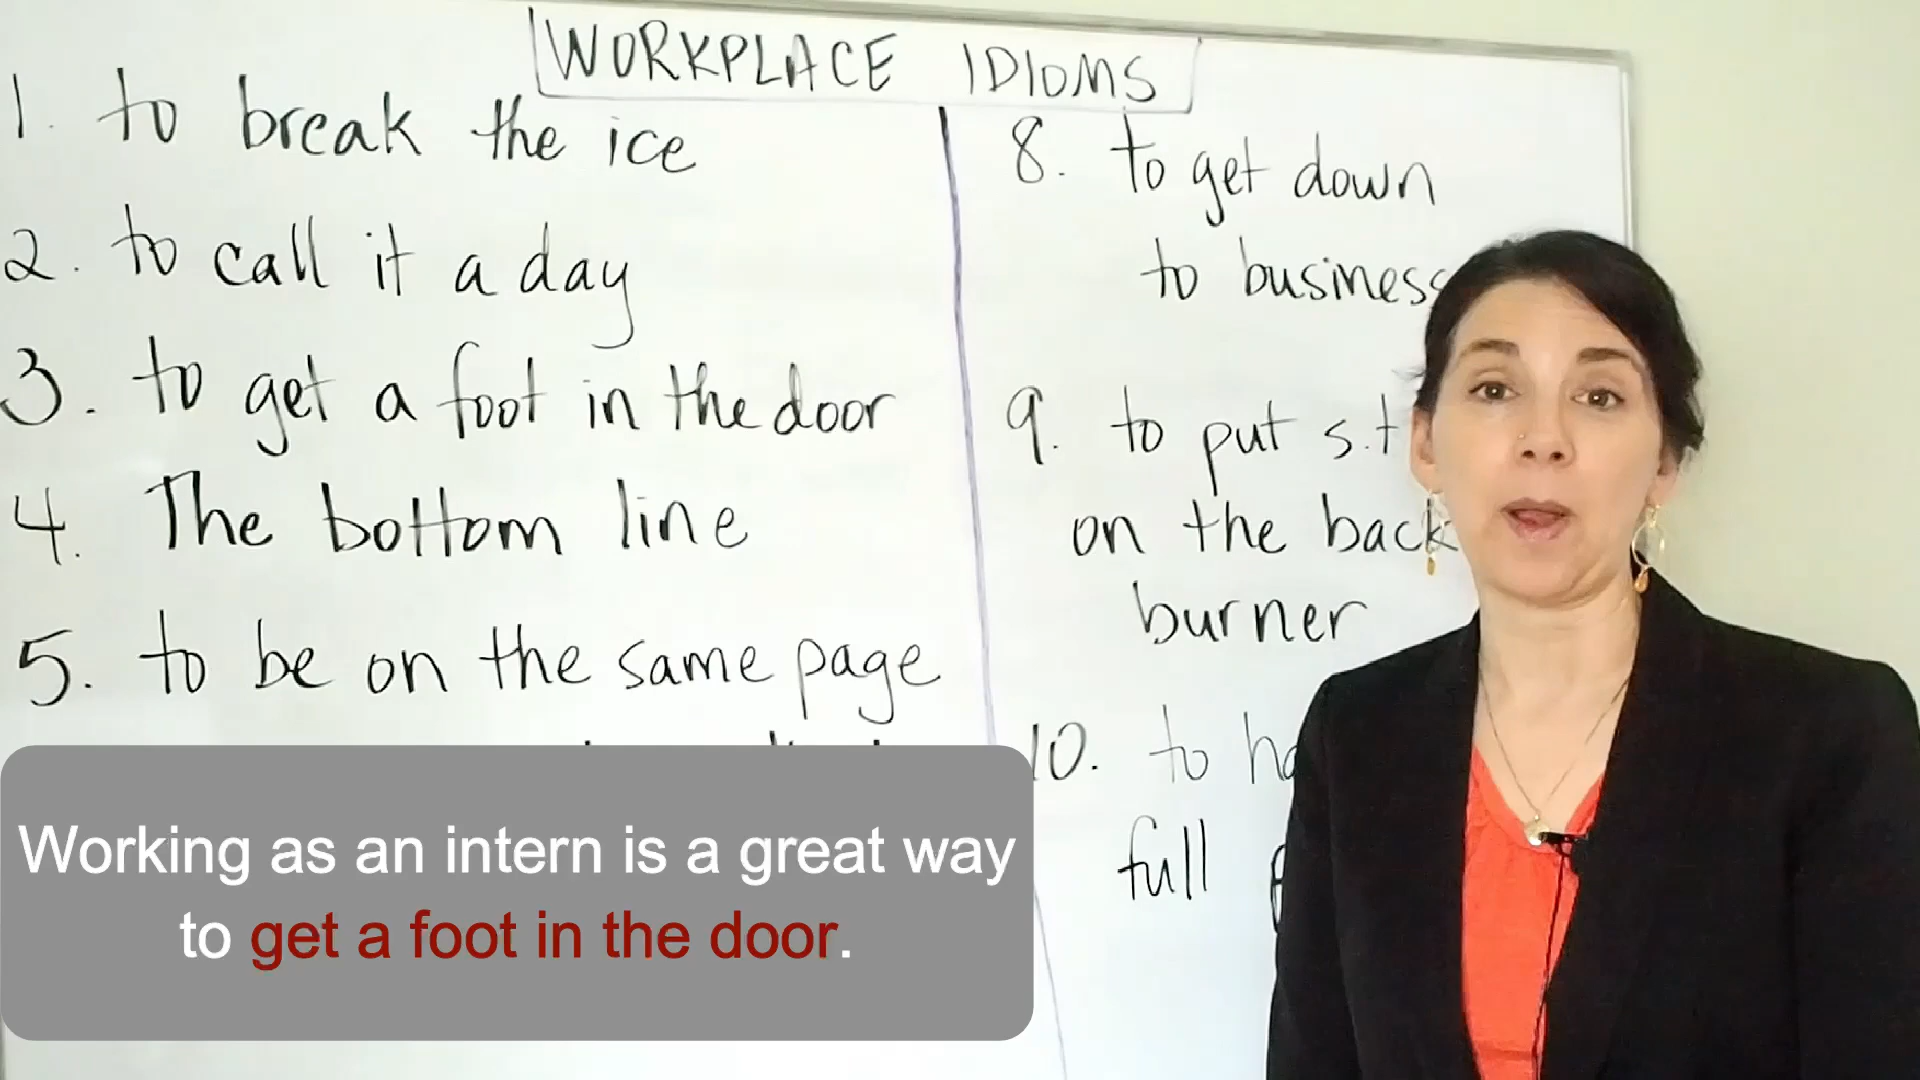 WORKPLACE IDIOMS
1. to break the ice
2. to call it a day
3. to get a foot in the door
4. The bottom line
5. to be on the same page
8. to get down
to business
9. to put s.t
on the back
burner
10. to
full
Working as an intern is a great way
to get a foot in the door.